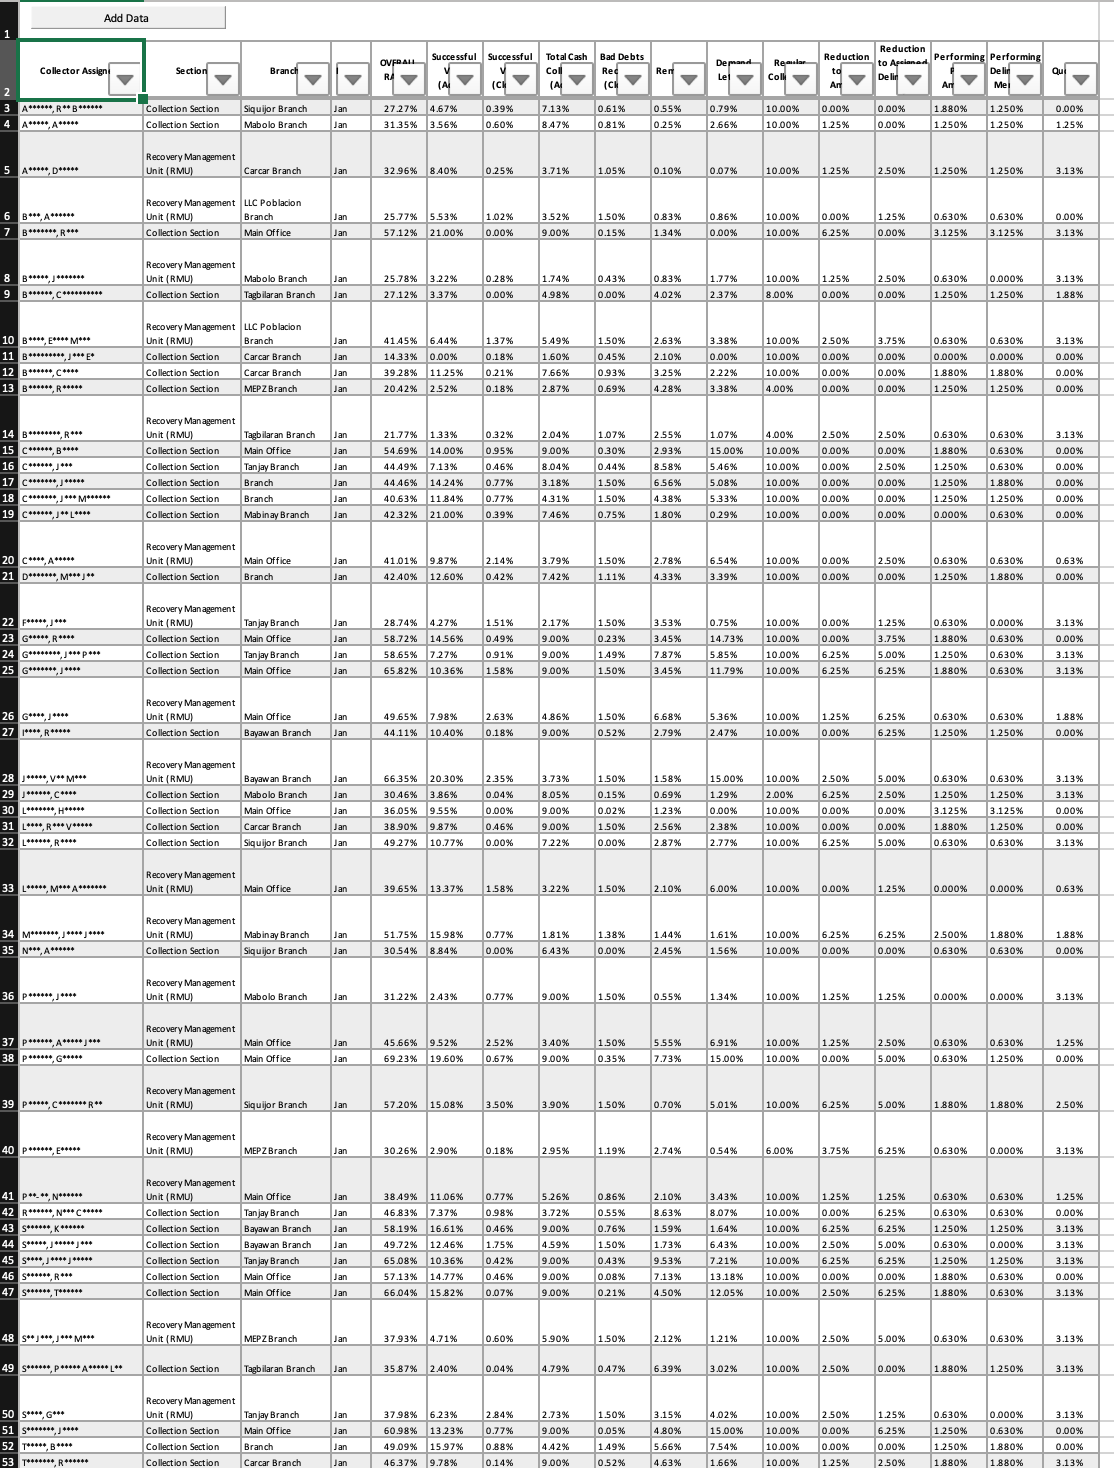 1
Add Data
2
Collector Section Branch Successful Successful Total Cash Bad Debts Reduction Reduction Performing Performing
3 A******, R** B****** Collection Section Siquijor Branch Jan 27.27% 4.67% 0.39% 7.13% 0.61% 0.55% 0.79% 10.00% 0.00% 0.00% 1.880% 1.250% 0.00%
4 A*****, A***** Collection Section Mabolo Branch Jan 31.35% 3.56% 0.60% 8.47% 0.81% 0.25% 2.66% 10.00% 1.25% 0.00% 1.250% 1.250% 1.25%
Recovery Management
5 A*****, D***** Unit (RMU) Carcar Branch Jan 32.96% 8.40% 0.25% 3.71% 1.05% 0.10% 0.07% 10.00% 1.25% 2.50% 1.250% 1.250% 3.13%
Recovery Management LLC Poblacion
6 B***, A****** Unit (RMU) Branch Jan 25.77% 5.53% 1.02% 3.52% 1.50% 0.83% 0.86% 10.00% 0.00% 1.25% 0.630% 0.630% 0.00%
7 B*******, R*** Collection Section Main Office Jan 57.12% 21.00% 0.00% 9.00% 0.15% 1.34% 0.00% 10.00% 6.25% 0.00% 3.125% 3.125% 3.13%
Recovery Management
8 B*****, J******* Unit (RMU) Mabolo Branch Jan 25.78% 3.22% 0.28% 1.74% 0.43% 0.83% 1.77% 10.00% 1.25% 2.50% 0.630% 0.000% 3.13%
9 B******, C********** Collection Section Tagbilaran Branch Jan 27.12% 3.37% 0.00% 4.98% 0.00% 4.02% 2.37% 8.00% 0.00% 0.00% 1.250% 1.250% 1.88%
Recovery Management LLC Poblacion
10 B****, E**** M*** Unit (RMU) Branch Jan 41.45% 6.44% 1.37% 5.49% 1.50% 2.63% 3.38% 10.00% 2.50% 3.75% 0.630% 0.630% 3.13%
11 B*********, J*** E* Collection Section Carcar Branch Jan 14.33% 0.00% 0.18% 1.60% 0.45% 2.10% 0.00% 10.00% 0.00% 0.00% 0.000% 0.000% 0.00%
12 B******, C**** Collection Section Carcar Branch Jan 39.28% 11.25% 0.21% 7.66% 0.93% 3.25% 2.22% 10.00% 0.00% 0.00% 1.880% 1.880% 0.00%
13 B******, R***** Collection Section MEPZ Branch Jan 20.42% 2.52% 0.18% 2.87% 0.69% 4.28% 3.38% 4.00% 0.00% 0.00% 1.250% 1.250% 0.00%
Recovery Management
14 B********, R*** Unit (RMU) Tagbilaran Branch Jan 21.77% 1.33% 0.32% 2.04% 1.07% 2.55% 1.07% 4.00% 2.50% 2.50% 0.630% 0.630% 3.13%
15 C******, B**** Collection Section Main Office Jan 54.69% 14.00% 0.95% 9.00% 0.30% 2.93% 15.00% 10.00% 0.00% 0.00% 1.880% 0.630% 0.00%
16 C******, J*** Collection Section Tanjay Branch Jan 44.49% 7.13% 0.46% 8.04% 0.44% 8.58% 5.46% 10.00% 0.00% 2.50% 1.250% 0.630% 0.00%
17 C*******, J***** Collection Section Branch Jan 44.46% 14.24% 0.77% 3.18% 1.50% 6.56% 5.08% 10.00% 0.00% 0.00% 1.250% 1.880% 0.00%
18 C*******, J*** M****** Collection Section Branch Jan 40.63% 11.84% 0.77% 4.31% 1.50% 4.38% 5.33% 10.00% 0.00% 0.00% 1.250% 1.250% 0.00%
19 C******, J** L**** Collection Section Mabinay Branch Jan 42.32% 21.00% 0.39% 7.46% 0.75% 1.80% 0.29% 10.00% 0.00% 0.00% 0.000% 0.630% 0.00%
Recovery Management
20 C****, A***** Unit (RMU) Main Office Jan 41.01% 9.87% 2.14% 3.79% 1.50% 2.78% 6.54% 10.00% 0.00% 2.50% 0.630% 0.630% 0.63%
21 D*******, M*** J** Collection Section Branch Jan 42.40% 12.60% 0.42% 7.42% 1.11% 4.33% 3.39% 10.00% 0.00% 0.00% 1.250% 1.880% 0.00%
Recovery Management
22 F*****, J*** Unit (RMU) Tanjay Branch Jan 28.74% 4.27% 1.51% 2.17% 1.50% 3.53% 0.75% 10.00% 0.00% 1.25% 0.630% 0.000% 3.13%
23 G*****, R**** Collection Section Main Office Jan 58.72% 14.56% 0.49% 9.00% 0.23% 3.45% 14.73% 10.00% 0.00% 3.75% 1.880% 0.630% 0.00%
24 G********, J*** P*** Collection Section Tanjay Branch Jan 58.65% 7.27% 0.91% 9.00% 1.49% 7.87% 5.85% 10.00% 6.25% 5.00% 1.250% 0.630% 3.13%
25 G*******, J**** Collection Section Main Office Jan 65.82% 10.36% 1.58% 9.00% 1.50% 3.45% 11.79% 10.00% 6.25% 6.25% 1.880% 0.630% 3.13%
Recovery Management
26 G****, J**** Unit (RMU) Main Office Jan 49.65% 7.98% 2.63% 4.86% 1.50% 6.68% 5.36% 10.00% 1.25% 6.25% 0.630% 0.630% 1.88%
27 I****, R***** Collection Section Bayawan Branch Jan 44.11% 10.40% 0.18% 9.00% 0.52% 2.79% 2.47% 10.00% 0.00% 6.25% 1.250% 1.250% 0.00%
Recovery Management
28 J*****, V** M*** Unit (RMU) Bayawan Branch Jan 66.35% 20.30% 2.35% 3.73% 1.50% 1.58% 15.00% 10.00% 2.50% 5.00% 0.630% 0.630% 3.13%
29 J******, C**** Collection Section Mabolo Branch Jan 30.46% 3.86% 0.04% 8.05% 0.15% 0.69% 1.29% 2.00% 6.25% 2.50% 1.250% 1.250% 3.13%
30 L*******, H***** Collection Section Main Office Jan 36.05% 9.55% 0.00% 9.00% 0.02% 1.23% 0.00% 10.00% 0.00% 0.00% 3.125% 3.125% 0.00%
31 L****, R*** V***** Collection Section Carcar Branch Jan 38.90% 9.87% 0.46% 9.00% 1.50% 2.56% 2.38% 10.00% 0.00% 0.00% 1.880% 1.250% 0.00%
32 L******, R**** Collection Section Siquijor Branch Jan 49.27% 10.77% 0.00% 7.22% 0.00% 2.87% 2.77% 10.00% 6.25% 5.00% 0.630% 0.630% 3.13%
Recovery Management
33 L*****, M*** A******* Unit (RMU) Main Office Jan 39.65% 13.37% 1.58% 3.22% 1.50% 2.10% 6.00% 10.00% 0.00% 1.25% 0.000% 0.000% 0.63%
Recovery Management
34 M*******, J**** J**** Unit (RMU) Mabinay Branch Jan 51.75% 15.98% 0.77% 1.81% 1.38% 1.44% 1.61% 10.00% 6.25% 6.25% 2.500% 1.880% 1.88%
35 N***, A****** Collection Section Siquijor Branch Jan 30.54% 8.84% 0.00% 6.43% 0.00% 2.45% 1.56% 10.00% 0.00% 0.00% 0.630% 0.630% 0.00%
Recovery Management
36 P******, J**** Unit (RMU) Mabolo Branch Jan 31.22% 2.43% 0.77% 9.00% 1.50% 0.55% 1.34% 10.00% 1.25% 1.25% 0.000% 0.000% 3.13%
Recovery Management
37 P******, A***** J*** Unit (RMU) Main Office Jan 45.66% 9.52% 2.52% 3.40% 1.50% 5.55% 6.91% 10.00% 1.25% 2.50% 0.630% 0.630% 1.25%
38 P******, G***** Collection Section Main Office Jan 69.23% 19.60% 0.67% 9.00% 0.35% 7.73% 15.00% 10.00% 0.00% 5.00% 0.630% 1.250% 0.00%
Recovery Management
39 P*****, C******* R** Unit (RMU) Siquijor Branch Jan 57.20% 15.08% 3.50% 3.90% 1.50% 0.70% 5.01% 10.00% 6.25% 5.00% 1.880% 1.880% 2.50%
Recovery Management
40 P******, E***** Unit (RMU) MEPZ Branch Jan 30.26% 2.90% 0.18% 2.95% 1.19% 2.74% 0.54% 6.00% 3.75% 6.25% 0.630% 0.000% 3.13%
Recovery Management
41 P**-**, N****** Unit (RMU) Main Office Jan 38.49% 11.06% 0.77% 5.26% 0.86% 2.10% 3.43% 10.00% 1.25% 1.25% 0.630% 0.630% 1.25%
42 R******, N*** C***** Collection Section Tanjay Branch Jan 46.83% 7.37% 0.98% 3.72% 0.55% 8.63% 8.07% 10.00% 0.00% 6.25% 0.630% 0.630% 0.00%
43 S******, K****** Collection Section Bayawan Branch Jan 58.19% 16.61% 0.46% 9.00% 0.76% 1.59% 1.64% 10.00% 6.25% 6.25% 1.250% 1.250% 3.13%
44 S******, J***** J*** Collection Section Bayawan Branch Jan 49.72% 12.46% 1.75% 4.59% 1.50% 1.73% 6.43% 10.00% 2.50% 5.00% 0.630% 0.000% 3.13%
45 S****, J**** J***** Collection Section Tanjay Branch Jan 65.08% 10.36% 0.42% 9.00% 0.43% 9.53% 7.21% 10.00% 6.25% 6.25% 1.250% 1.250% 3.13%
46 S******, R*** Collection Section Main Office Jan 57.13% 14.77% 0.46% 9.00% 0.08% 7.13% 13.18% 10.00% 0.00% 0.00% 1.880% 0.630% 0.00%
47 S******, T****** Collection Section Main Office Jan 66.04% 15.82% 0.07% 9.00% 0.21% 4.50% 12.05% 10.00% 6.25% 6.25% 1.880% 0.630% 3.13%
Recovery Management
48 S** J***, J*** M*** Unit (RMU) MEPZ Branch Jan 37.93% 4.71% 0.60% 5.90% 1.50% 2.12% 1.21% 10.00% 2.50% 5.00% 0.630% 0.630% 3.13%
49 S******, P***** A***** L** Collection Section Tagbilaran Branch Jan 35.87% 2.40% 0.04% 4.79% 0.47% 6.39% 3.02% 10.00% 2.50% 0.00% 1.880% 1.250% 3.13%
Recovery Management
50 S****, G*** Unit (RMU) Tanjay Branch Jan 37.98% 6.23% 2.84% 2.73% 1.50% 3.15% 4.02% 10.00% 2.50% 1.25% 0.630% 0.000% 3.13%
51 S*******, J**** Collection Section Main Office Jan 60.98% 13.23% 0.77% 9.00% 0.05% 4.80% 15.00% 10.00% 0.00% 6.25% 1.250% 0.630% 0.00%
52 T*****, B**** Collection Section Branch Jan 49.09% 15.97% 0.88% 4.42% 1.49% 5.66% 7.54% 10.00% 0.00% 0.00% 1.250% 1.880% 0.00%
53 T*******, R****** Collection Section Carcar Branch Jan 46.37% 9.78% 0.14% 9.00% 0.52% 4.63% 1.66% 10.00% 2.50% 1.25% 1.880% 1.880% 3.13%